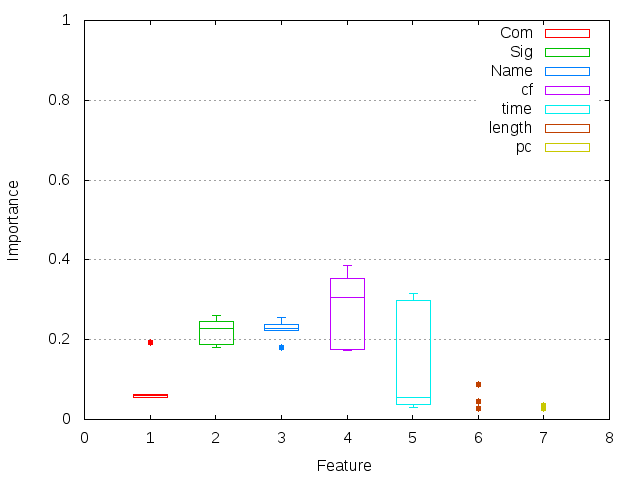 1
Com
Sig
Name
cf
time
length
pc
0.8
0.6
0.4
0.2
0
Importance
0 1 2 3 4 5 6 7 8
Feature